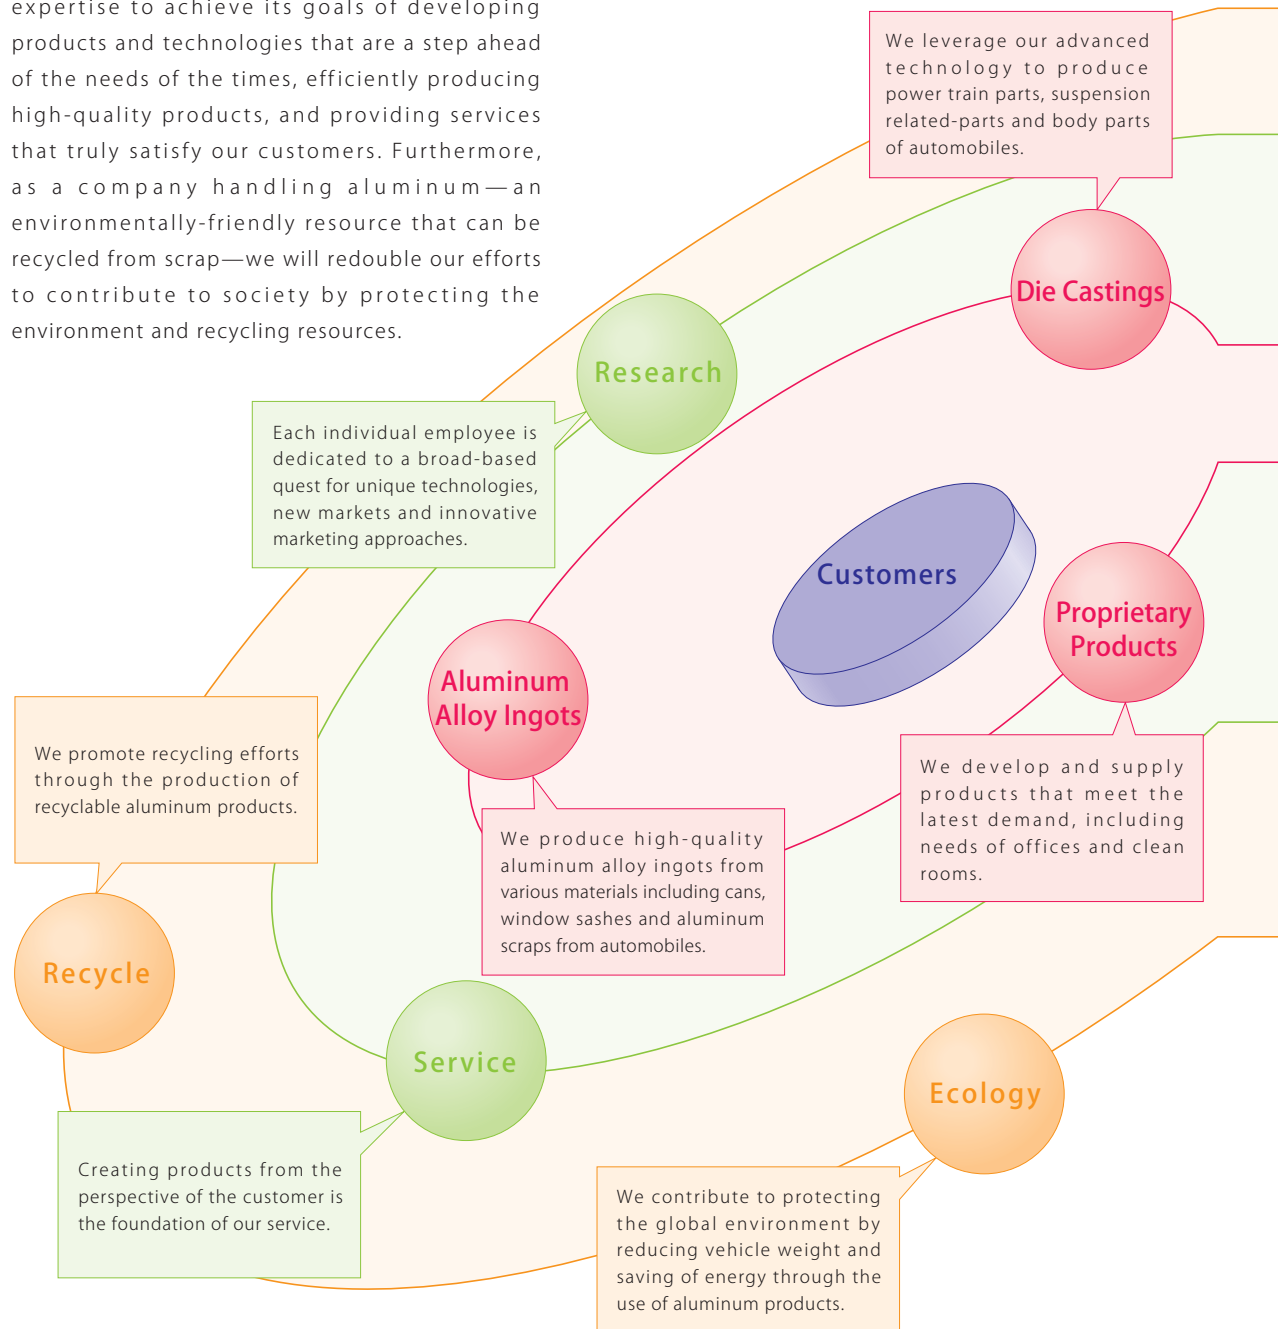 expertise to achieve its goals of developing
products and technologies that are a step ahead
of the needs of the times, efficiently producing
high-quality products, and providing services
that truly satisfy our customers. Furthermore,
as a company handling aluminum—an
environmentally-friendly resource that can be
recycled from scrap—we will redouble our efforts
to contribute to society by protecting the
environment and recycling resources.
We leverage our advanced
technology to produce
power train parts, suspension
related-parts and body parts
of automobiles.
Die Castings
Research
Each individual employee is
dedicated to a broad-based
quest for unique technologies,
new markets and innovative
marketing approaches.
Customers
Proprietary
Products
Aluminum
Alloy Ingots
We promote recycling efforts
through the production of
recyclable aluminum products.
We develop and supply
products that meet the
latest demand, including
needs of offices and clean
rooms.
We produce high-quality
aluminum alloy ingots from
various materials including cans,
window sashes and aluminum
scraps from automobiles.
Recycle
Service
Ecology
Creating products from the
perspective of the customer is
the foundation of our service.
We contribute to protecting
the global environment by
reducing vehicle weight and
saving of energy through the
use of aluminum products.